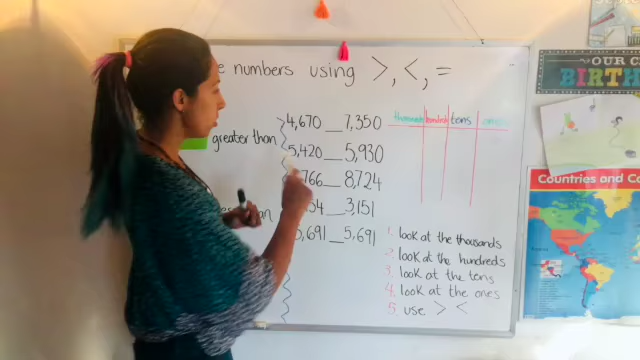 numbers using >, <, =
4,670 __ 7,350
thousands hundreds tens ones
greater than
5,420 __ 5,930
766 __ 8,724
__ 3,151
5,691 __ 5,691
1. look at the thousands
2. look at the hundreds
3. look at the tens
4. look at the ones
5. use > <
OUR C
BIRTH
Countries and Co